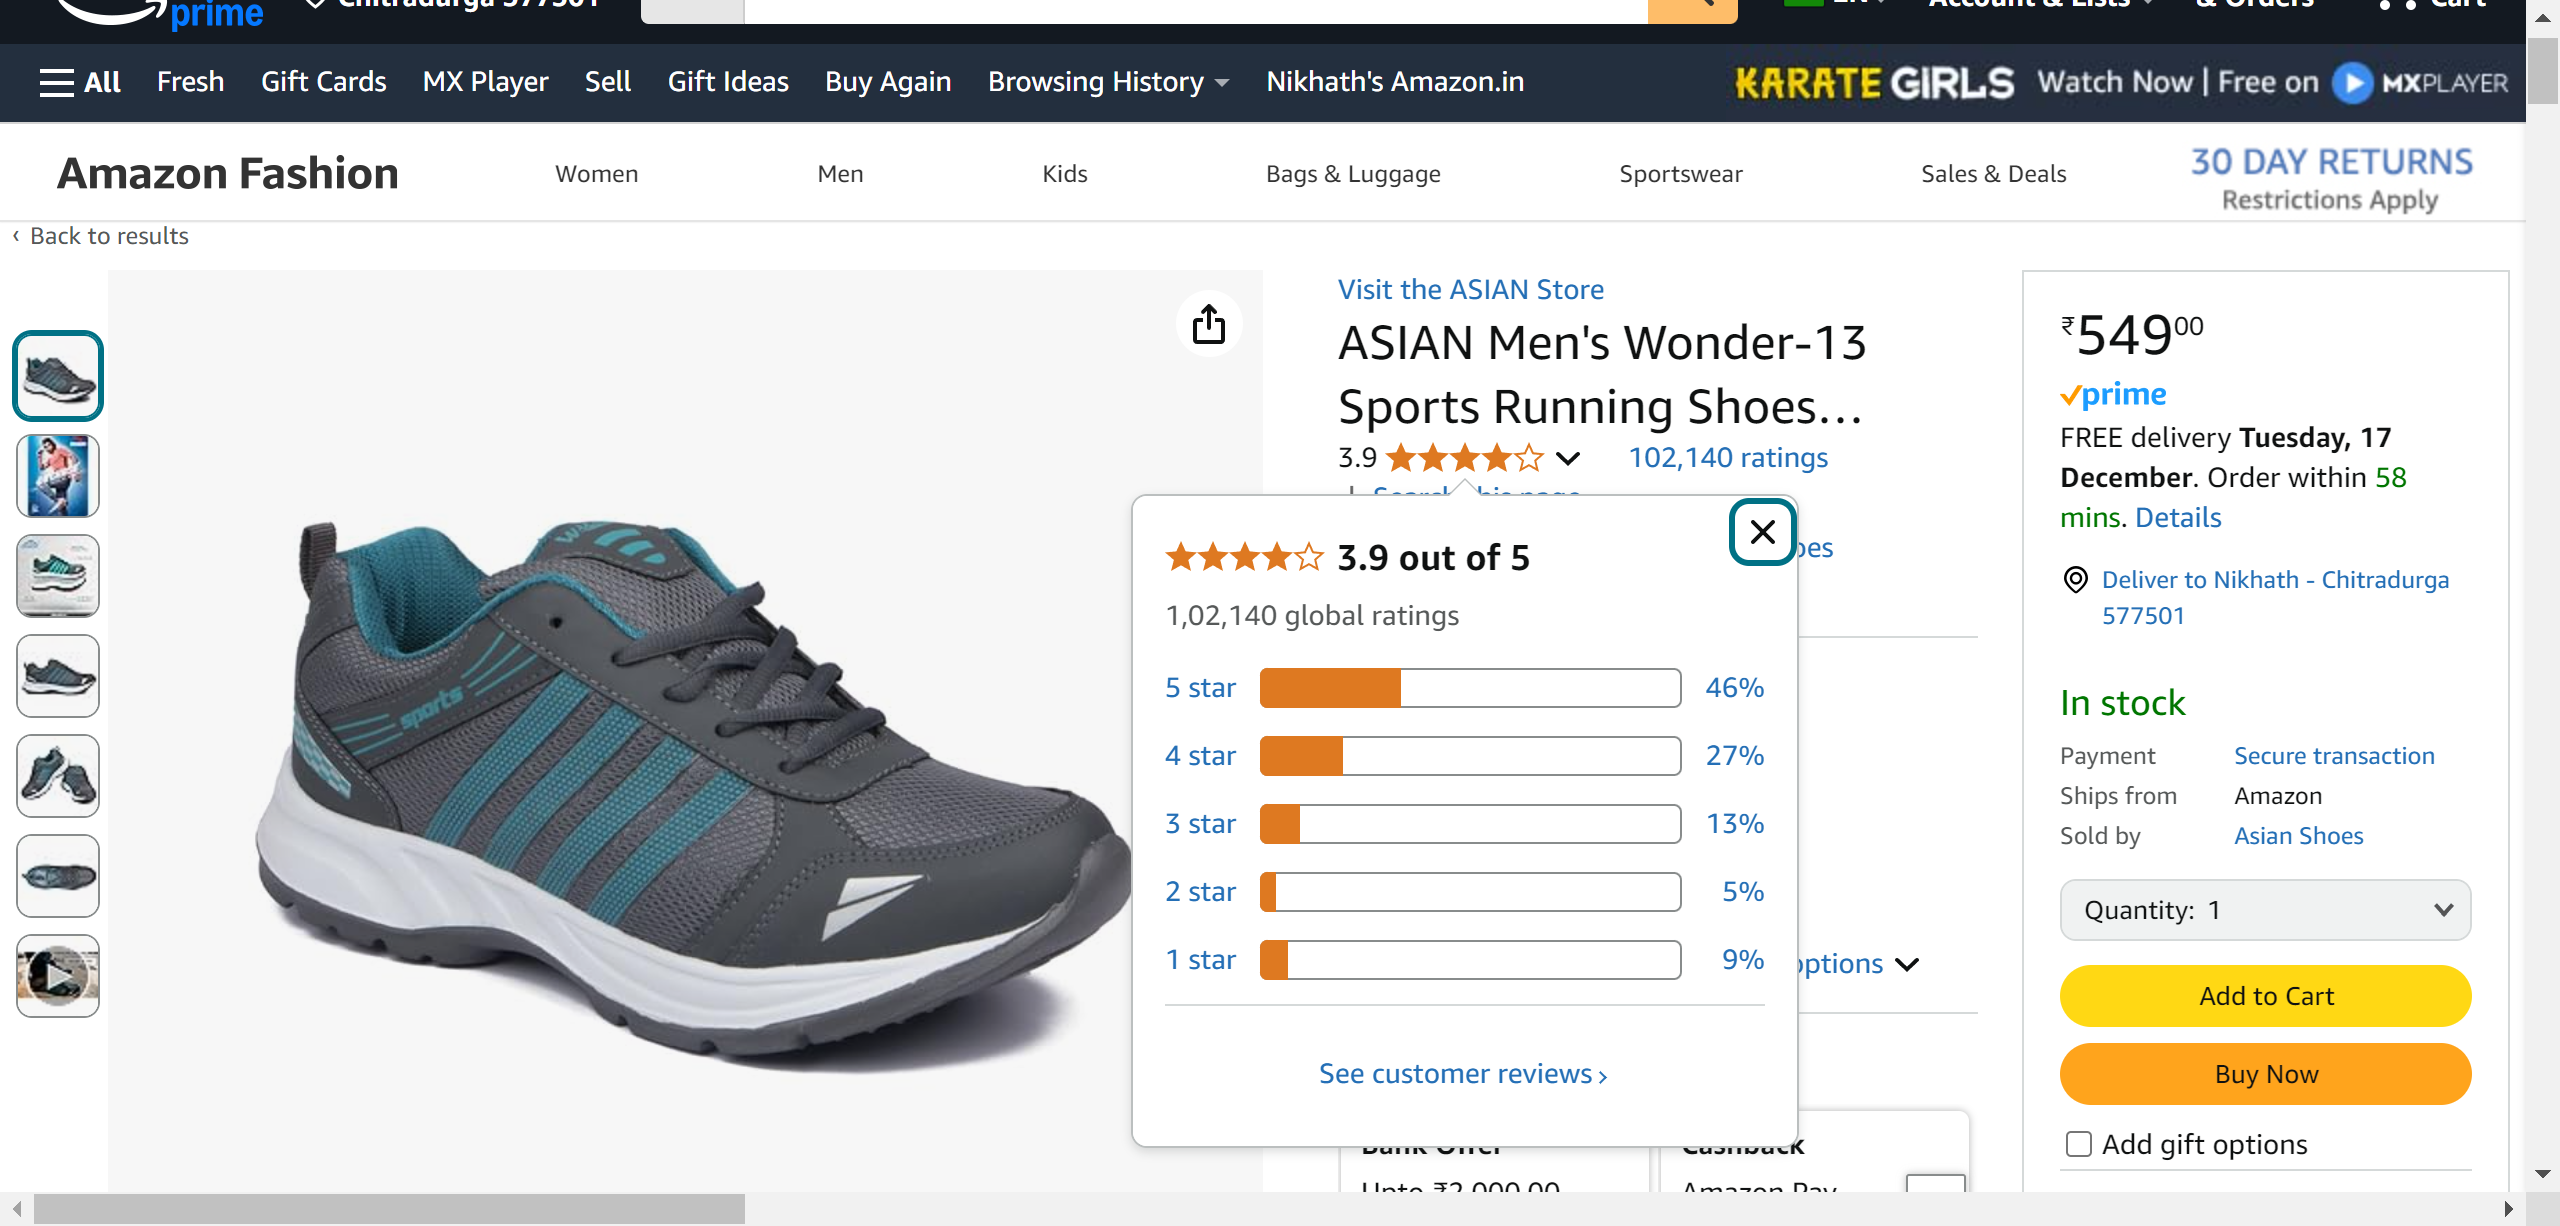 prime
Chitradurga 577501
EN
Account & Lists
& Orders
Cart
All
Fresh
Gift Cards
MX Player
Sell
Gift Ideas
Buy Again
Browsing History
Nikhath's Amazon.in
KARATE GIRLS Watch Now | Free on MXPLAYER
Amazon Fashion
Women
Men
Kids
Bags & Luggage
Sportswear
Sales & Deals
30 DAY RETURNS
Restrictions Apply
‹ Back to results
sports
Visit the ASIAN Store
ASIAN Men's Wonder-13
Sports Running Shoes…
3.9
102,140 ratings
3.9 out of 5
1,02,140 global ratings
5 star 46%
4 star 27%
3 star 13%
2 star 5%
1 star 9%
See customer reviews ›
options
Bank Offer
Cashback
Upto ₹2,000.00
Amazon Pay
₹54900
prime
FREE delivery Tuesday, 17
December. Order within 58
mins. Details
Deliver to Nikhath - Chitradurga
577501
In stock
Payment Secure transaction
Ships from Amazon
Sold by Asian Shoes
Quantity: 1
Add to Cart
Buy Now
Add gift options